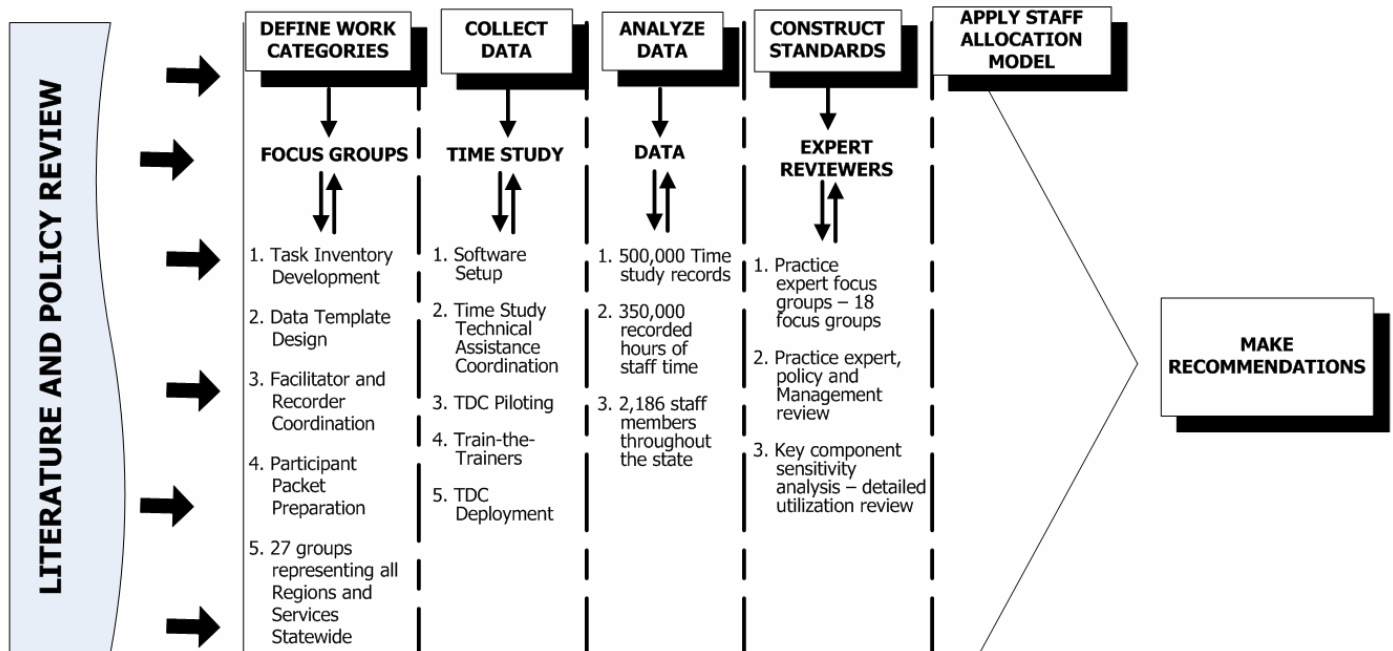 LITERATURE AND POLICY REVIEW
DEFINE WORK
CATEGORIES
FOCUS GROUPS
1. Task Inventory
Development
2. Data Template
Design
3. Facilitator and
Recorder
Coordination
4. Participant
Packet
Preparation
5. 27 groups
representing all
Regions and
Services
Statewide
COLLECT
DATA
TIME STUDY
1. Software
Setup
2. Time Study
Technical
Assistance
Coordination
3. TDC Piloting
4. Train-the-
Trainers
5. TDC
Deployment
ANALYZE
DATA
DATA
1. 500,000 Time
study records
2. 350,000
recorded
hours of
staff time
3. 2,186 staff
members
throughout
the state
CONSTRUCT
STANDARDS
EXPERT
REVIEWERS
1. Practice
expert focus
groups – 18
focus groups
2. Practice expert,
policy and
Management
review
3. Key component
sensitivity
analysis – detailed
utilization review
APPLY STAFF
ALLOCATION
MODEL
MAKE
RECOMMENDATIONS